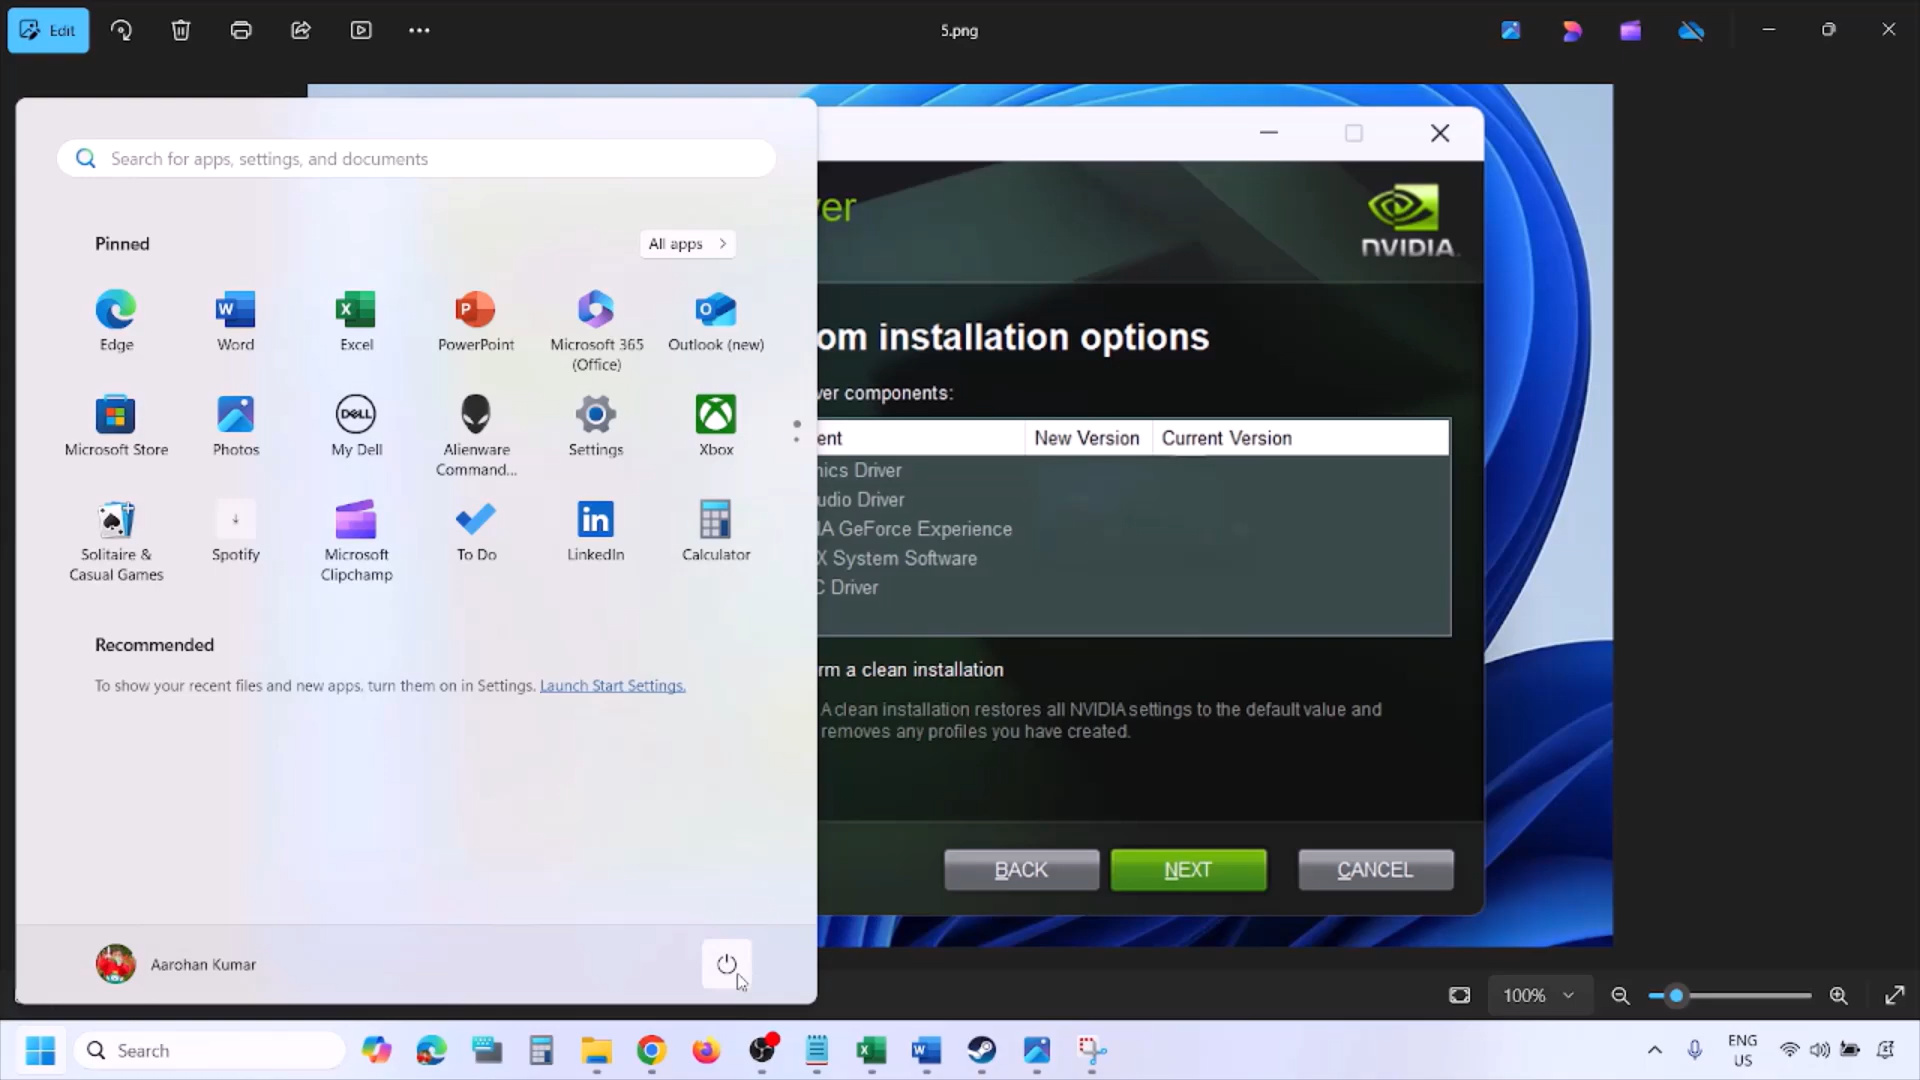 Edit
5.png
Search for apps, settings, and documents
Pinned
All apps
Edge
Word
Excel
PowerPoint
Microsoft 365
(Office)
Outlook (new)
Microsoft Store
Photos
My Dell
Alienware
Command...
Settings
Xbox
Solitaire &
Casual Games
Spotify
Microsoft
Clipchamp
To Do
LinkedIn
Calculator
Recommended
To show your recent files and new apps, turn them on in Settings. Launch Start Settings.
Aarohan Kumar
ver
NVIDIA.
om installation options
ver components:
ent New Version Current Version
hics Driver
udio Driver
IA GeForce Experience
X System Software
C Driver
rm a clean installation
A clean installation restores all NVIDIA settings to the default value and
removes any profiles you have created.
BACK
NEXT
CANCEL
100%
Search
ENG
US